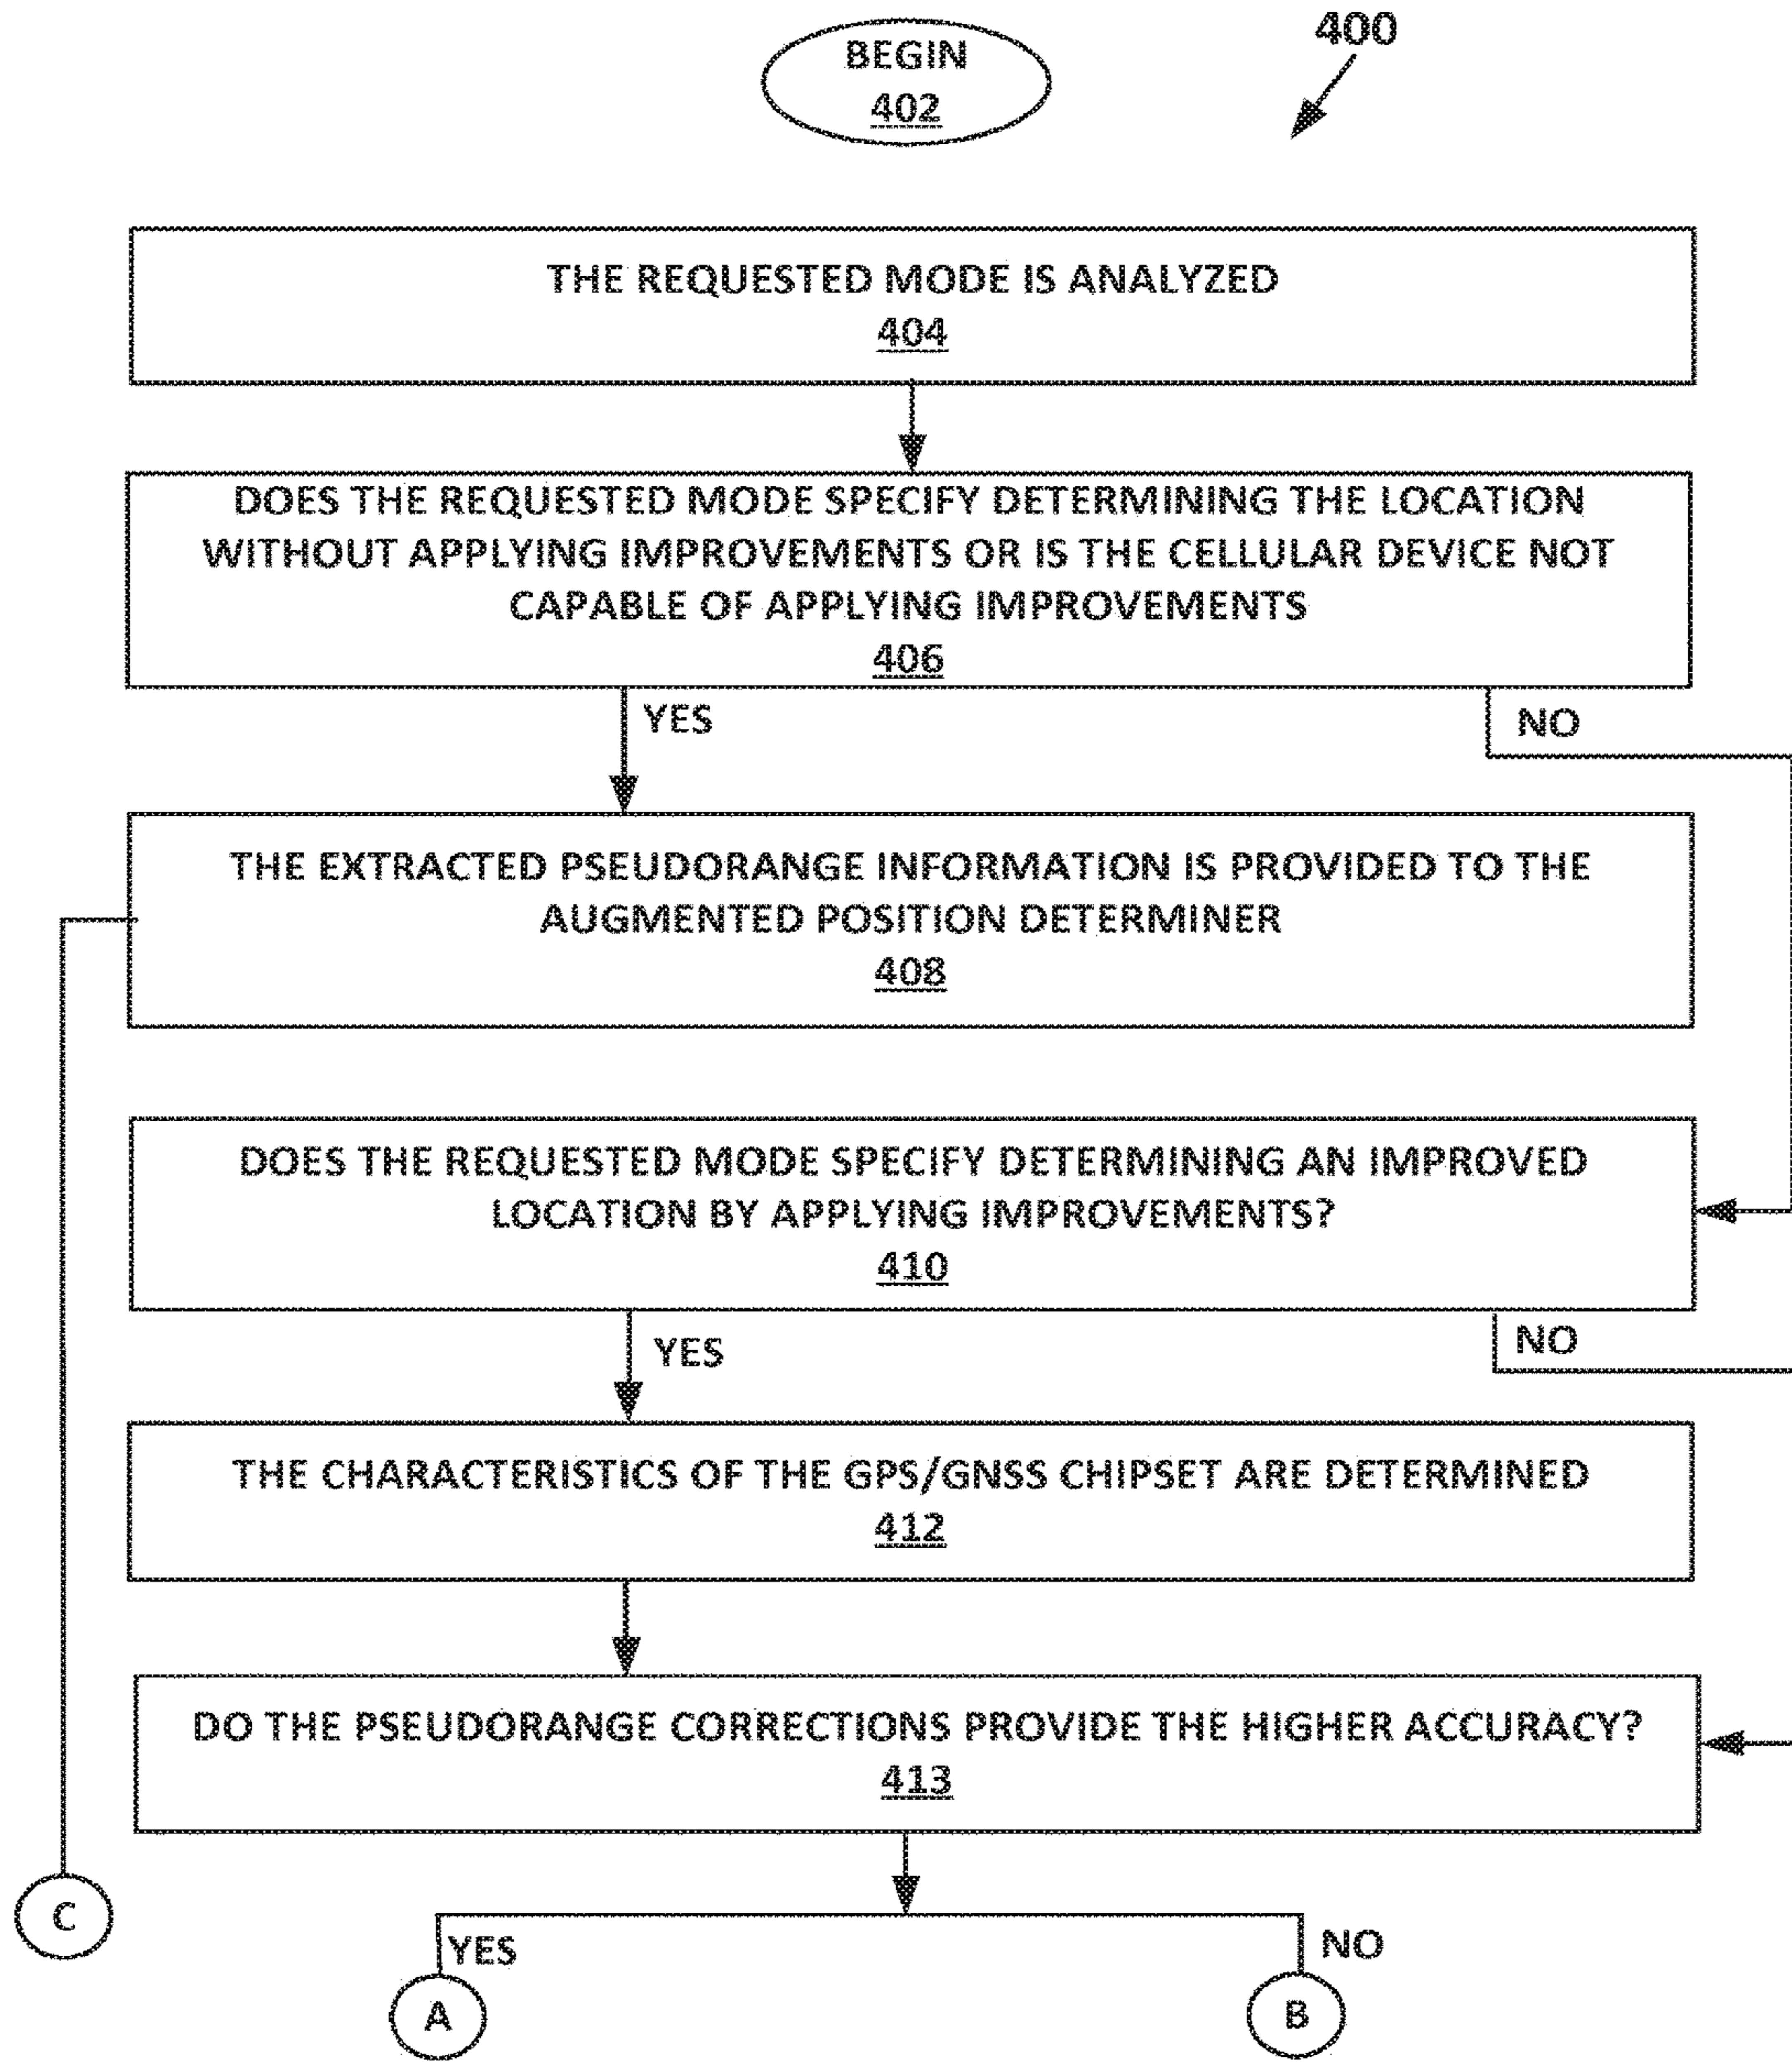 BEGIN
402
400
THE REQUESTED MODE IS ANALYZED
404
DOES THE REQUESTED MODE SPECIFY DETERMINING THE LOCATION
WITHOUT APPLYING IMPROVEMENTS OR IS THE CELLULAR DEVICE NOT
CAPABLE OF APPLYING IMPROVEMENTS
406
YES
NO
THE EXTRACTED PSEUDORANGE INFORMATION IS PROVIDED TO THE
AUGMENTED POSITION DETERMINER
408
DOES THE REQUESTED MODE SPECIFY DETERMINING AN IMPROVED
LOCATION BY APPLYING IMPROVEMENTS?
410
YES
NO
THE CHARACTERISTICS OF THE GPS/GNSS CHIPSET ARE DETERMINED
412
DO THE PSEUDORANGE CORRECTIONS PROVIDE THE HIGHER ACCURACY?
413
C
YES
NO
A
B